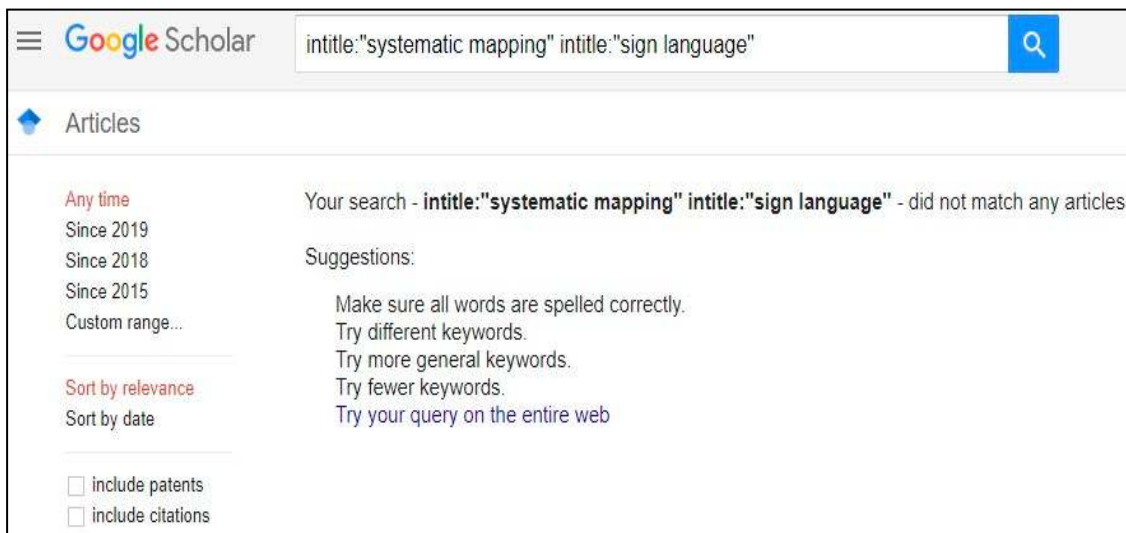 Google Scholar
intitle:"systematic mapping" intitle:"sign language"
Articles
Any time
Since 2019
Since 2018
Since 2015
Custom range...
Sort by relevance
Sort by date
include patents
include citations
Your search - intitle:"systematic mapping" intitle:"sign language" - did not match any articles
Suggestions:
Make sure all words are spelled correctly.
Try different keywords.
Try more general keywords.
Try fewer keywords.
Try your query on the entire web